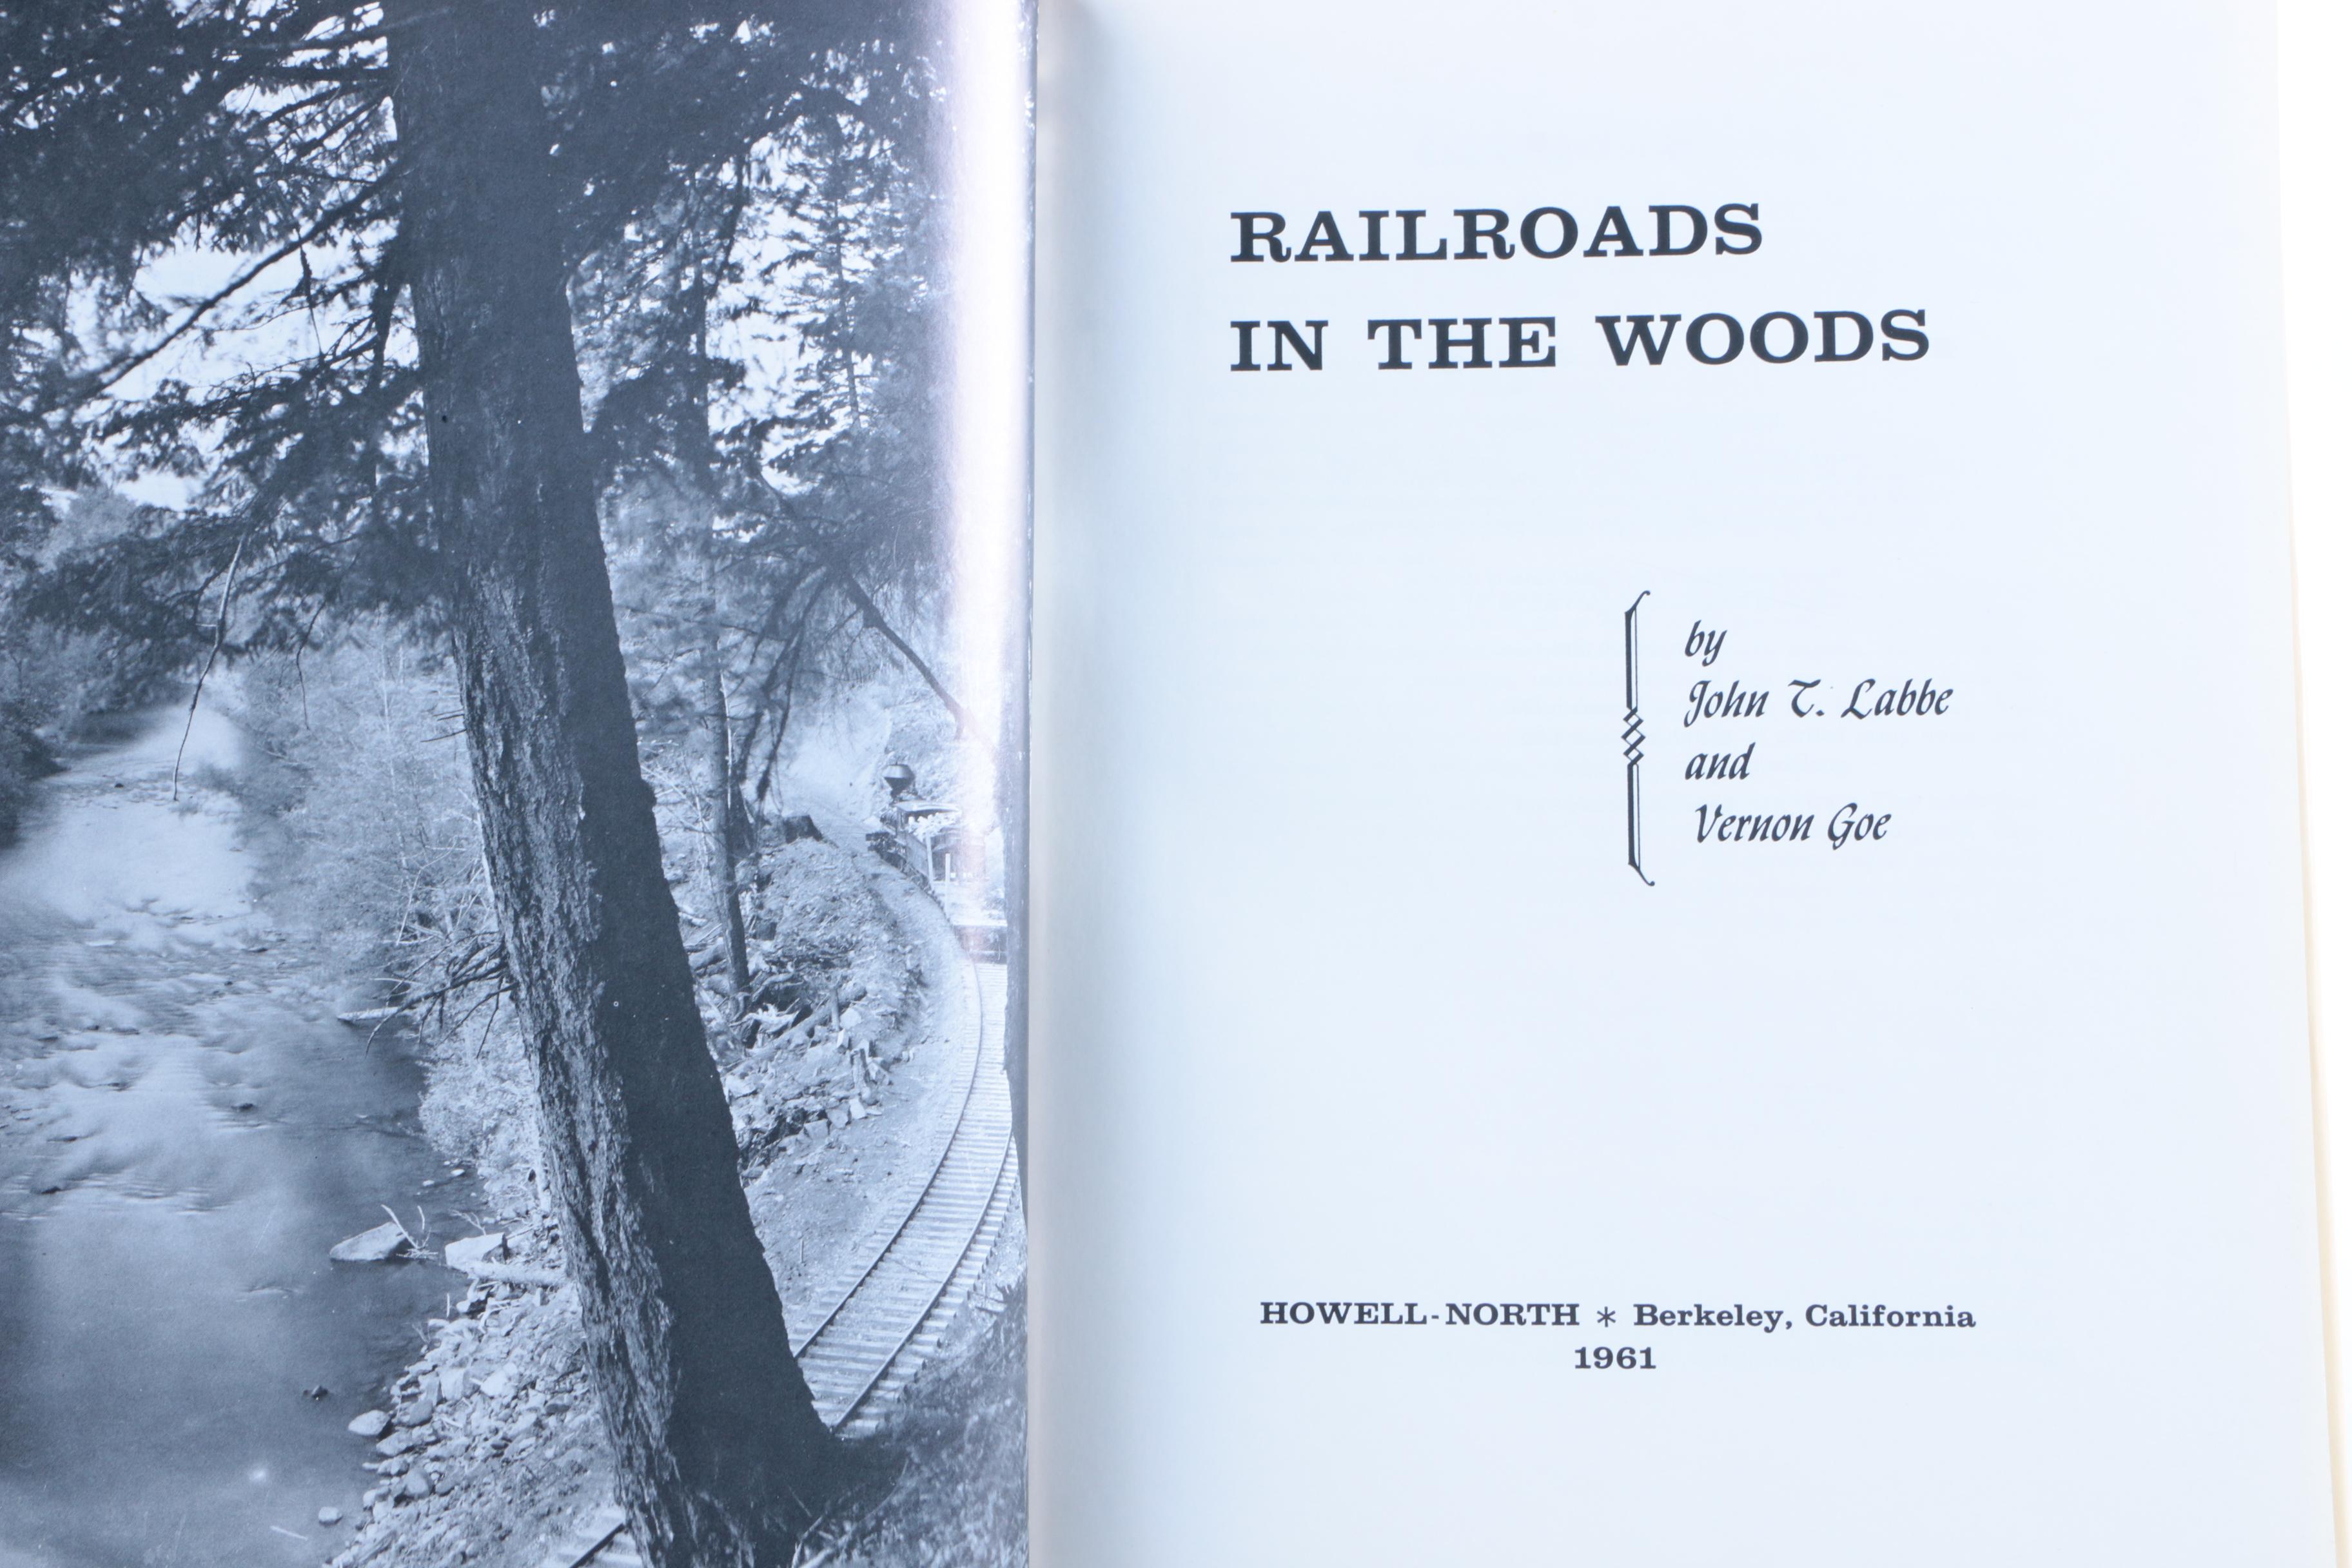 RAILROADS
IN THE WOODS
by
John T. Labbe
and
Vernon Goe
HOWELL-NORTH * Berkeley, California
1961